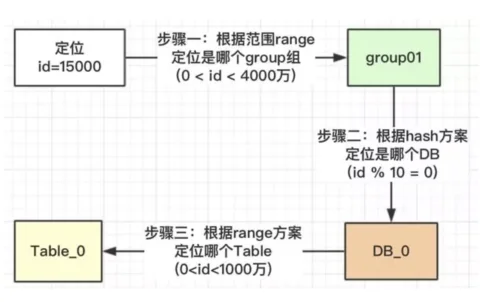 定位
id=15000
步骤一：根据范围range
定位是哪个group组
（0 < id < 4000万）
group01
步骤二：根据hash方案
定位是哪个DB
（id % 10 = 0）
DB_0
步骤三：根据range方案
定位哪个Table
（0<id<1000万）
Table_0